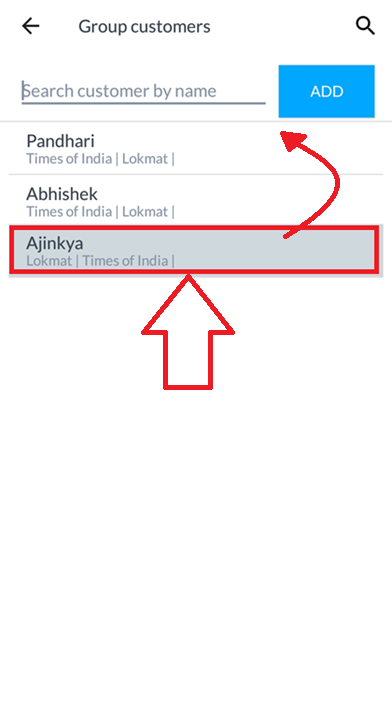 Group customers
Search customer by name
ADD
Pandhari
Times of India | Lokmat |
Abhishek
Times of India | Lokmat |
Ajinkya
Lokmat | Times of India |